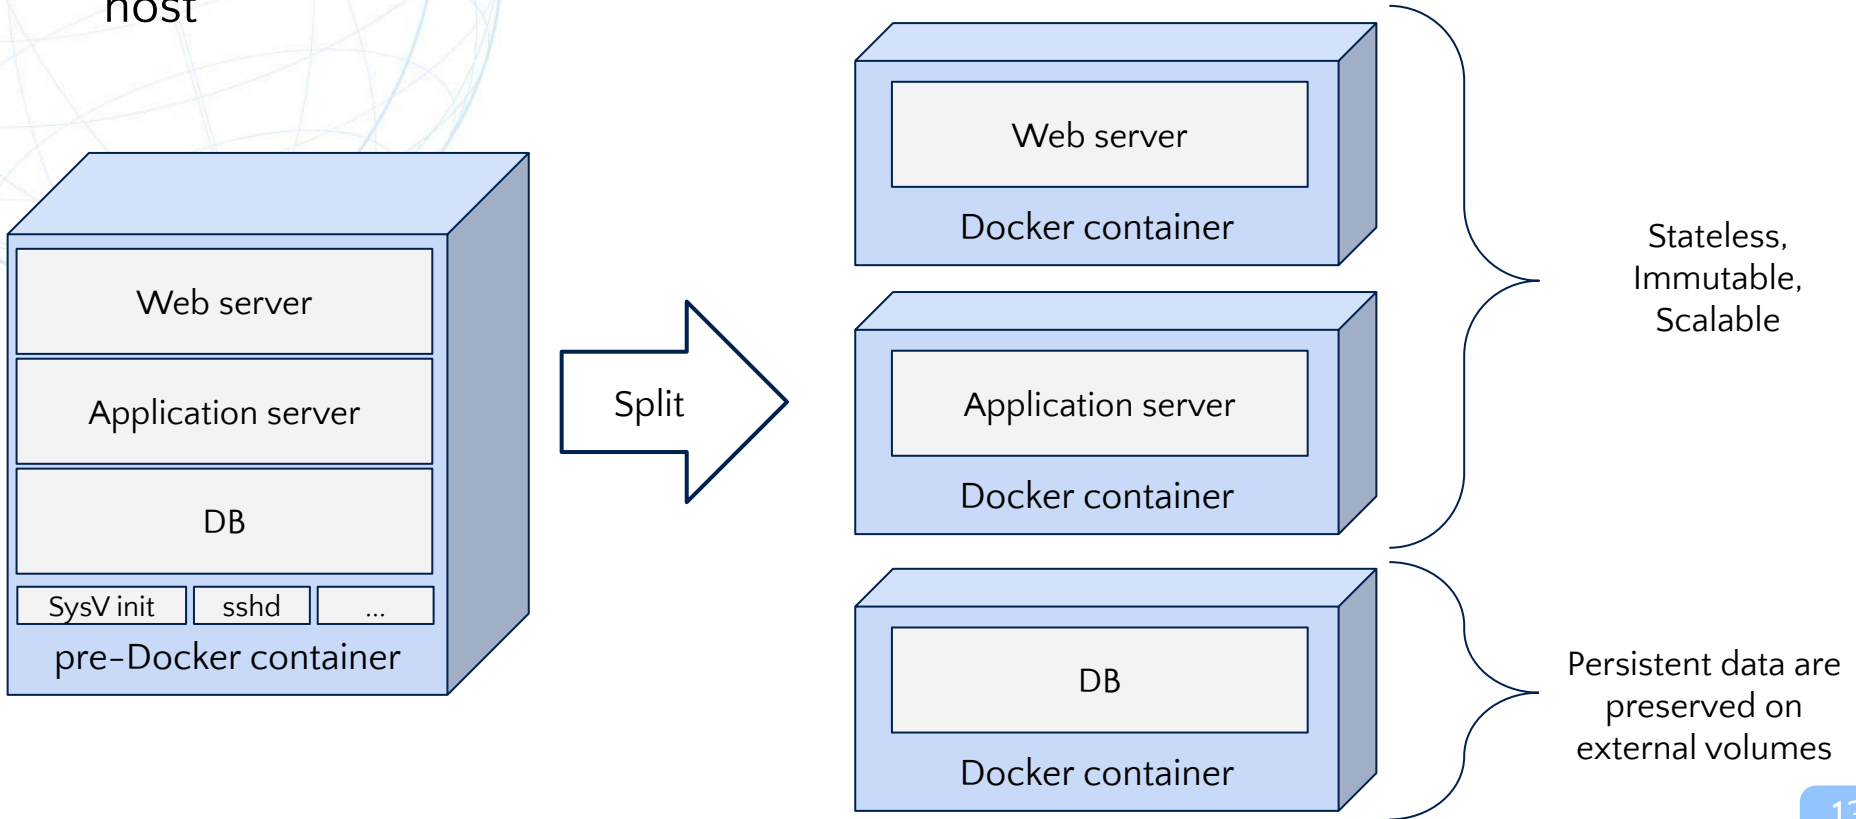 host
Web server
Application server
DB
SysV init
sshd
...
pre-Docker container
Split
Web server
Docker container
Application server
Docker container
DB
Docker container
Stateless,
Immutable,
Scalable
Persistent data are
preserved on
external volumes